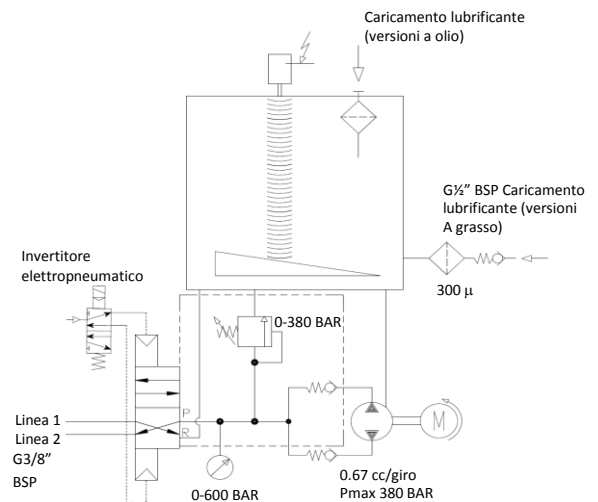 Caricamento lubrificante
(versioni a olio)
G½” BSP Caricamento
lubrificante (versioni
A grasso)
300 µ
Invertitore
elettropneumatico
0-380 BAR
P
R
Linea 1
Linea 2
G3/8”
BSP
M
0-600 BAR
0.67 cc/giro
Pmax 380 BAR